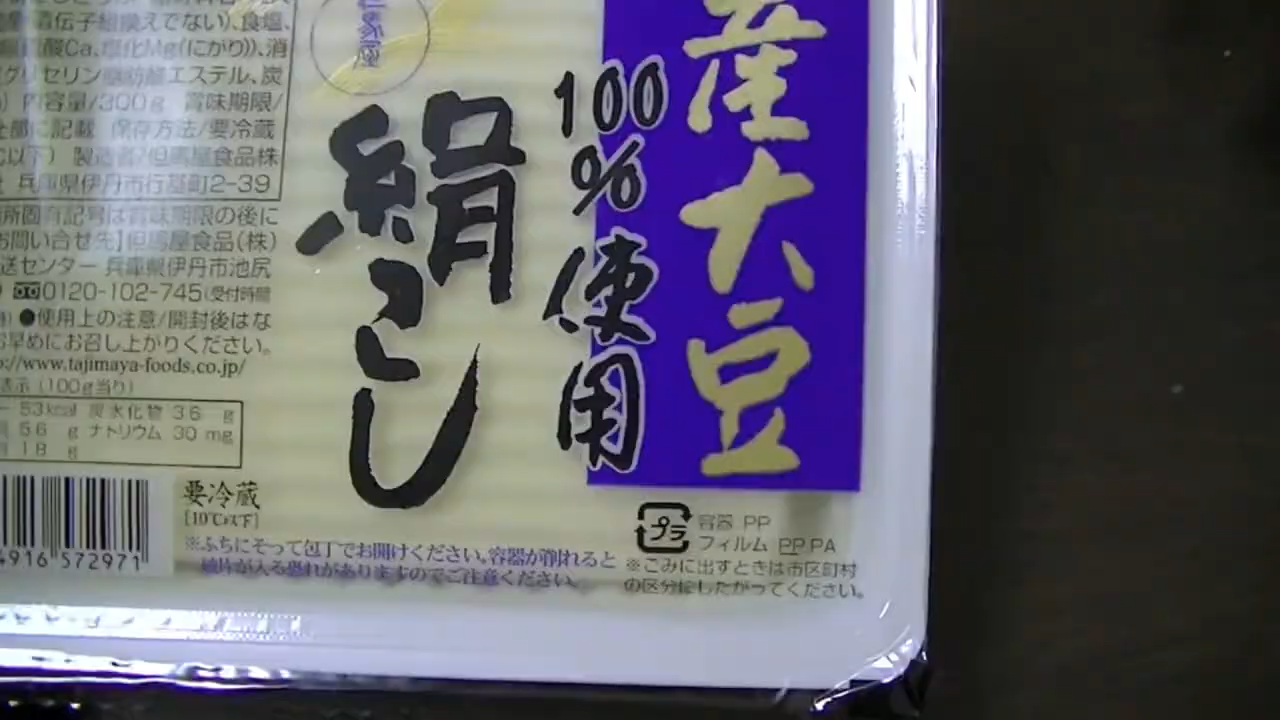 産大豆
100%使用
絹こし
伝子組換えでない)、食塩、
酸Ca、塩化Mg(にがり))、消
グリセリン脂肪酸エステル、炭
内容量/300g 賞味期限/
部に記載 保存方法/要冷蔵
以下) 製造者/但馬屋食品株
兵庫県伊丹市行基町2-39
所固有記号は賞味期限の後に
お問い合せ先】但馬屋食品(株)
送センター 兵庫県伊丹市池尻
0120-102-745(受付時間
●使用上の注意/開封後はな
早めにお召し上がりください。
://www.tajimaya-foods.co.jp/
表示(100g当り)
53kcal 炭水化物 3.6 g
5.6 g ナトリウム 30 mg
1.8 g
4916 572971
要冷蔵
[10℃以下]
※ふちにそって包丁でお開けください。容器が削れると
破片が入る恐れがありますのでご注意ください。
プラ
容器 PP
フィルム PP,PA
※ごみに出すときは市区町村
の区分にしたがってください。